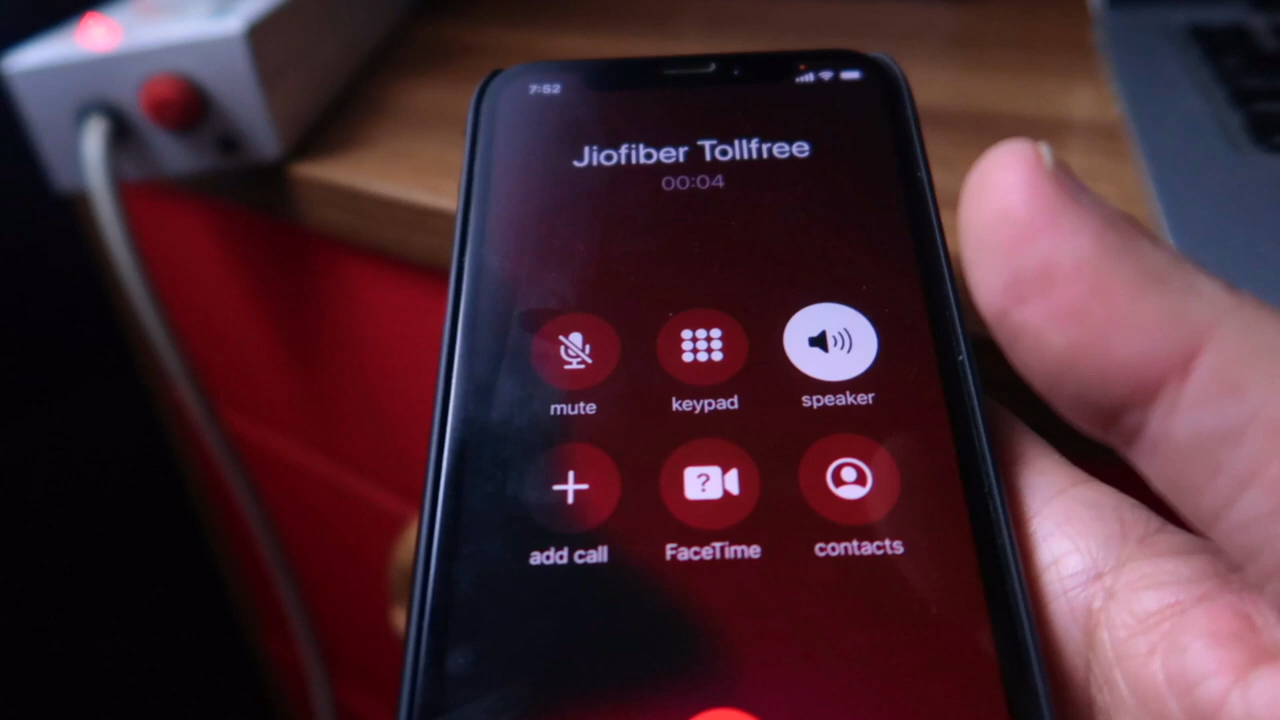 7:52
Jiofiber Tollfree
00:04
mute keypad speaker
add call FaceTime contacts